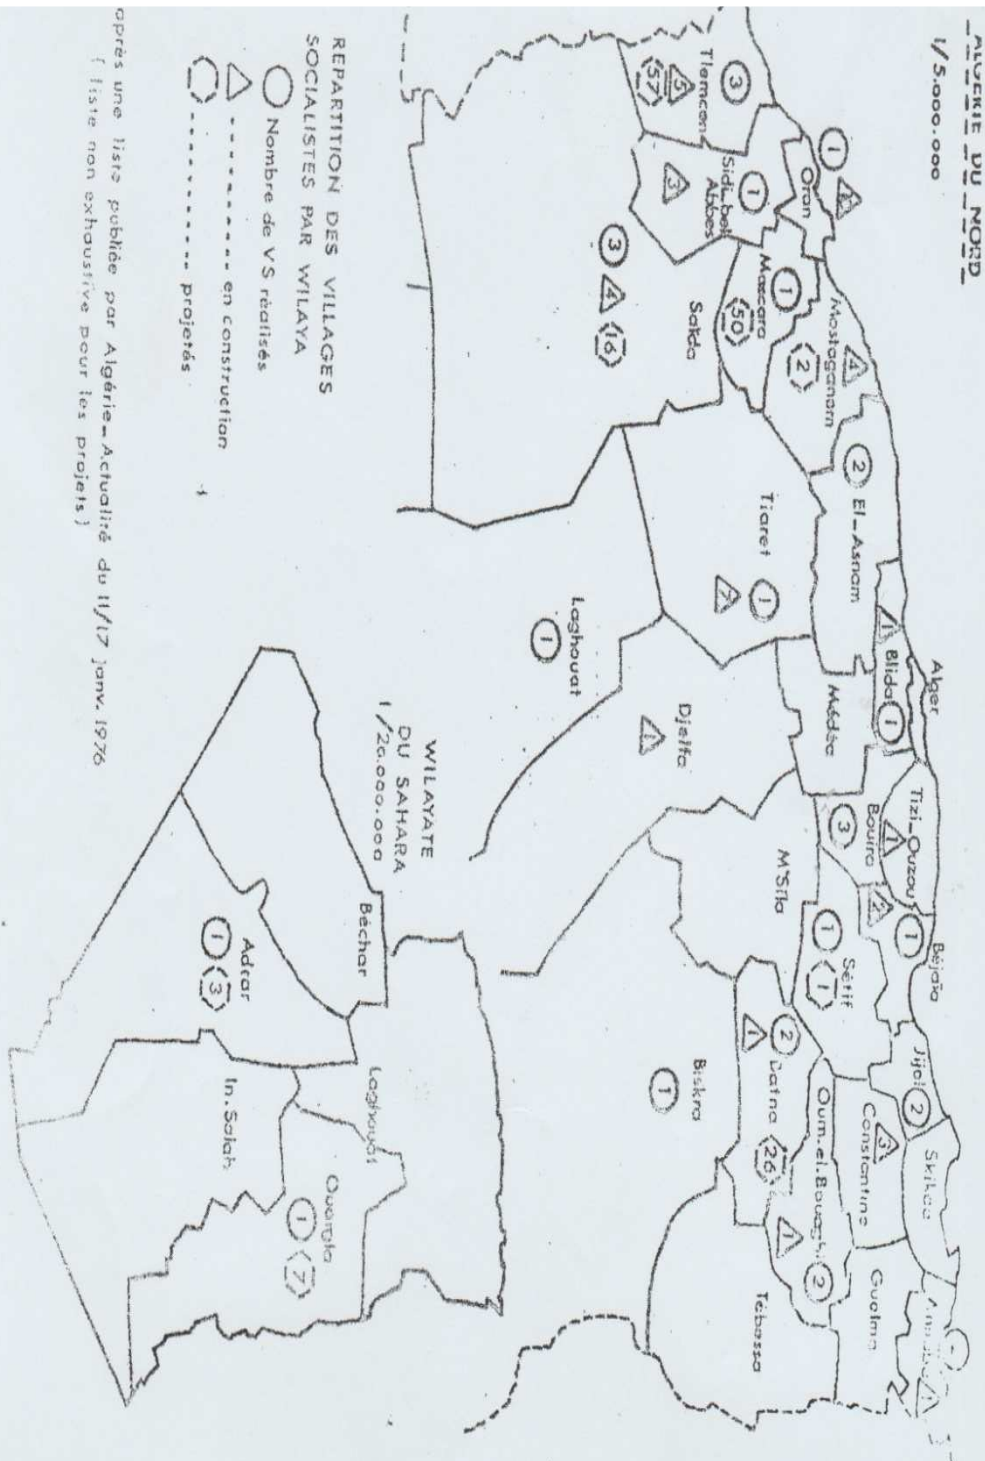 ALGERIE DU NORD
1/5.000.000
Alger
Tizi-Ouzou
1
Béjaïa
1
2
Jijel
2
Skikda
Annaba
1
Oran
1
Mostaganem
4
2
El-Asnam
2
Blida
1
1
Médéa
Bouira
3
Sétif
1
1
Constantine
3
Guelma
Tlemcen
3
5
57
Sidi-bel
Abbes
1
3
Mascara
1
50
Saïda
3
4
16
Tiaret
1
2
Djelfa
1
M'Sila
Batna
2
1
26
Oum.el.Bouaghi
2
1
Tébessa
Laghouat
1
Biskra
1
REPARTITION DES VILLAGES
SOCIALISTES PAR WILAYA
Nombre de VS réalisés
en construction
projetés
WILAYATE
DU SAHARA
1/20.000.000
Béchar
Adrar
1
3
Laghouat
In.Salah
Ouargla
1
7
après une liste publiée par Algérie-Actualité du 11/17 janv. 1976
( liste non exhaustive pour les projets )